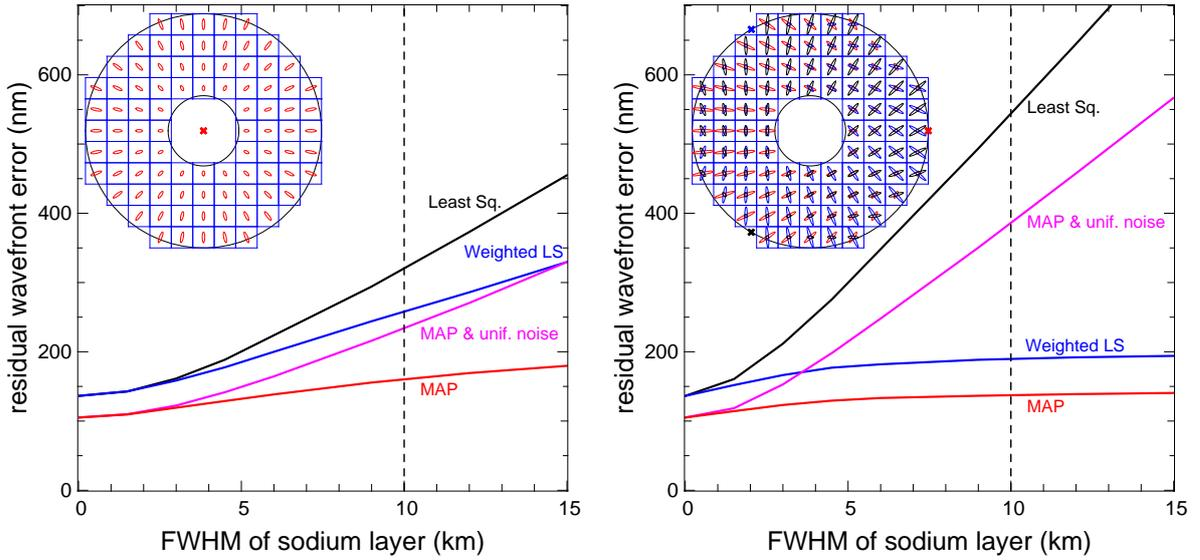 residual wavefront error (nm)
600
400
200
0
Least Sq.
Weighted LS
MAP & unif. noise
MAP
0
5
10
15
FWHM of sodium layer (km)
residual wavefront error (nm)
600
400
200
0
Least Sq.
MAP & unif. noise
Weighted LS
MAP
0
5
10
15
FWHM of sodium layer (km)